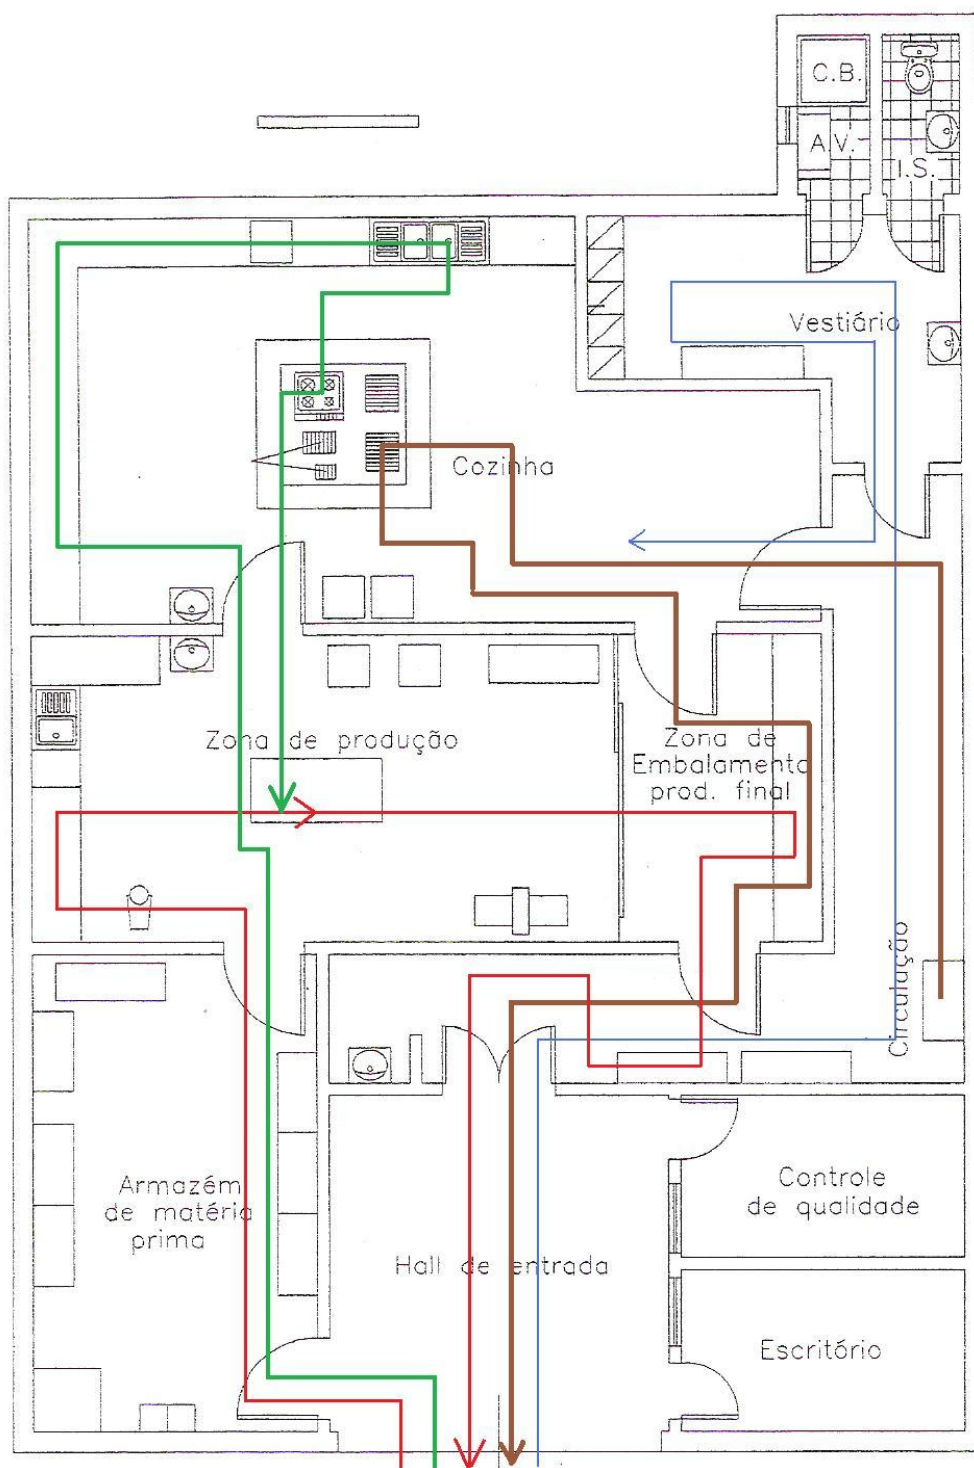 C.B.
A.V.
I.S.
Vestiário
Cozinha
Zona de produção
Zona de
Embalamento
prod. final
Circulação
Armazém
de matéria
prima
Hall de entrada
Controle
de qualidade
Escritório